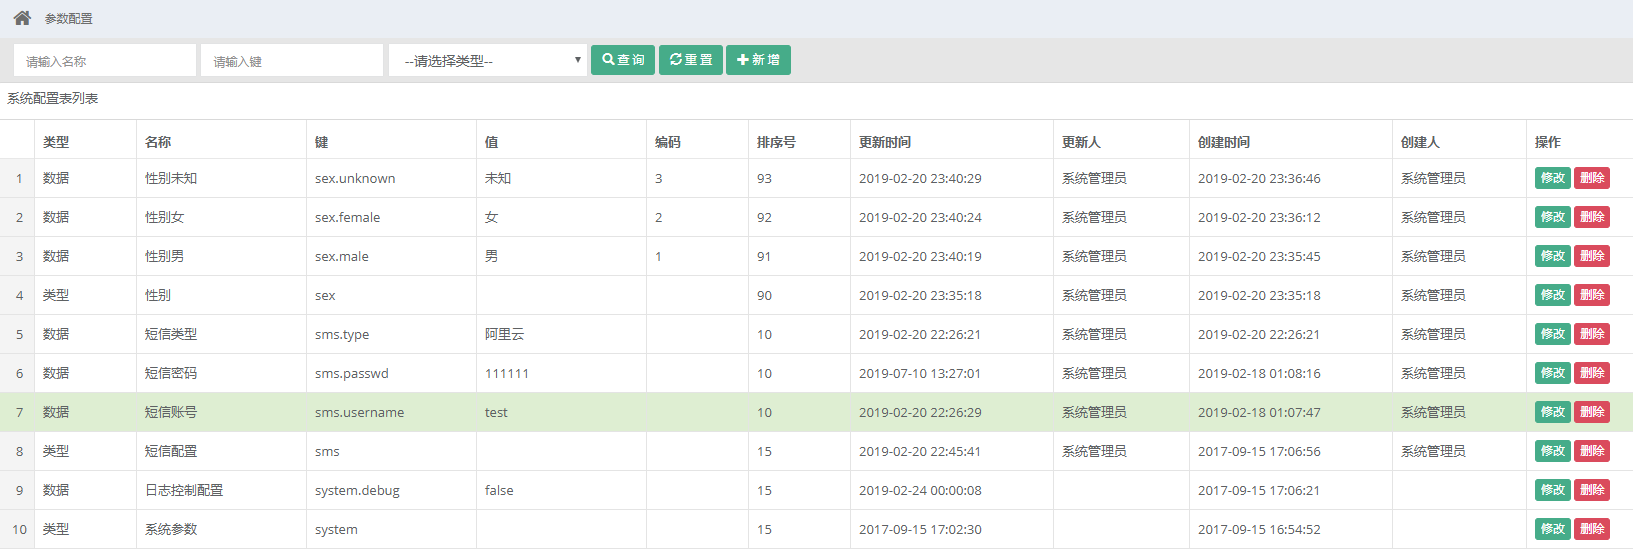 参数配置
请输入名称 请输入键 --请选择类型-- 查询 重置 新增
系统配置表列表
类型 名称 键 值 编码 排序号 更新时间 更新人 创建时间 创建人 操作
1 数据 性别未知 sex.unknown 未知 3 93 2019-02-20 23:40:29 系统管理员 2019-02-20 23:36:46 系统管理员 修改 删除
2 数据 性别女 sex.female 女 2 92 2019-02-20 23:40:24 系统管理员 2019-02-20 23:36:12 系统管理员 修改 删除
3 数据 性别男 sex.male 男 1 91 2019-02-20 23:40:19 系统管理员 2019-02-20 23:35:45 系统管理员 修改 删除
4 类型 性别 sex 90 2019-02-20 23:35:18 系统管理员 2019-02-20 23:35:18 系统管理员 修改 删除
5 数据 短信类型 sms.type 阿里云 10 2019-02-20 22:26:21 系统管理员 2019-02-20 22:26:21 系统管理员 修改 删除
6 数据 短信密码 sms.passwd 111111 10 2019-07-10 13:27:01 系统管理员 2019-02-18 01:08:16 系统管理员 修改 删除
7 数据 短信账号 sms.username test 10 2019-02-20 22:26:29 系统管理员 2019-02-18 01:07:47 系统管理员 修改 删除
8 类型 短信配置 sms 15 2019-02-20 22:45:41 系统管理员 2017-09-15 17:06:56 系统管理员 修改 删除
9 数据 日志控制配置 system.debug false 15 2019-02-24 00:00:08 2017-09-15 17:06:21 修改 删除
10 类型 系统参数 system 15 2017-09-15 17:02:30 2017-09-15 16:54:52 修改 删除